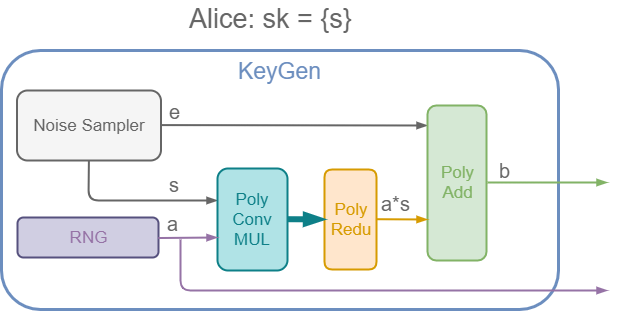 Alice: sk = {s}
KeyGen
Noise Sampler
e
s
RNG
a
Poly
Conv
MUL
Poly
Redu
a*s
Poly
Add
b